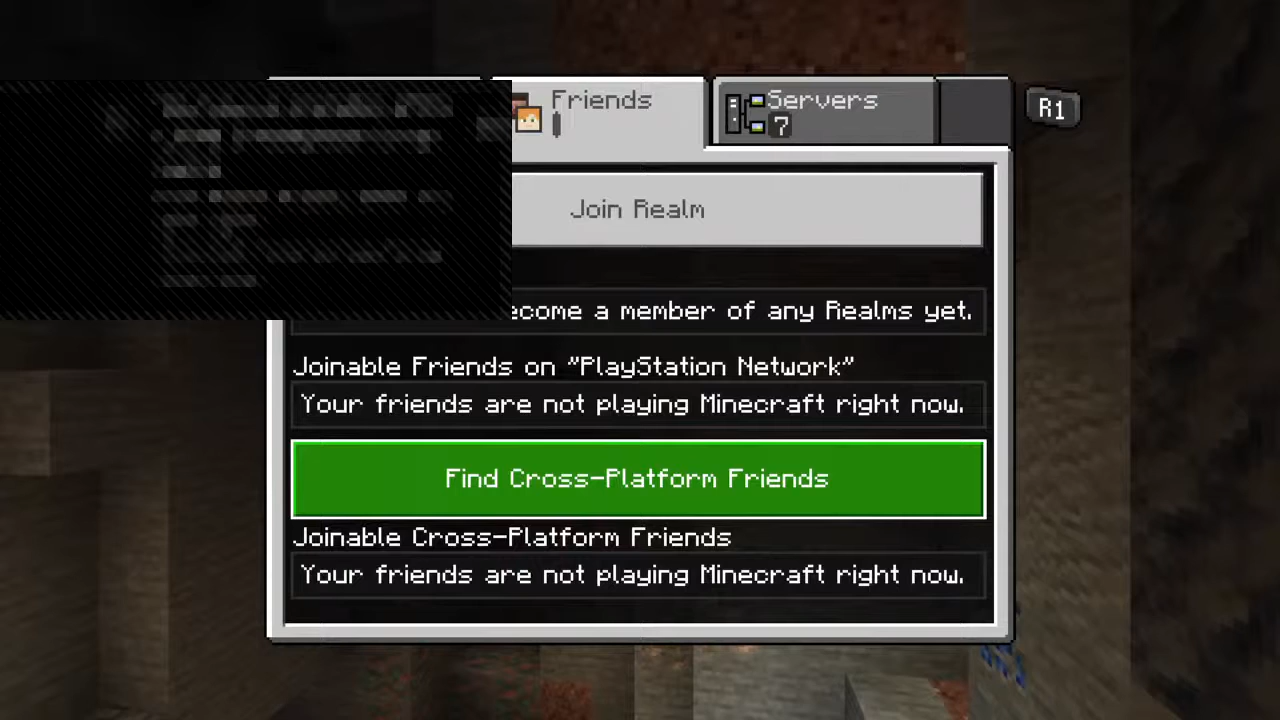 Friends
Servers
7
R1
Join Realm
ecome a member of any Realms yet.
Joinable Friends on "PlayStation Network"
Your friends are not playing Minecraft right now.
Find Cross-Platform Friends
Joinable Cross-Platform Friends
Your friends are not playing Minecraft right now.